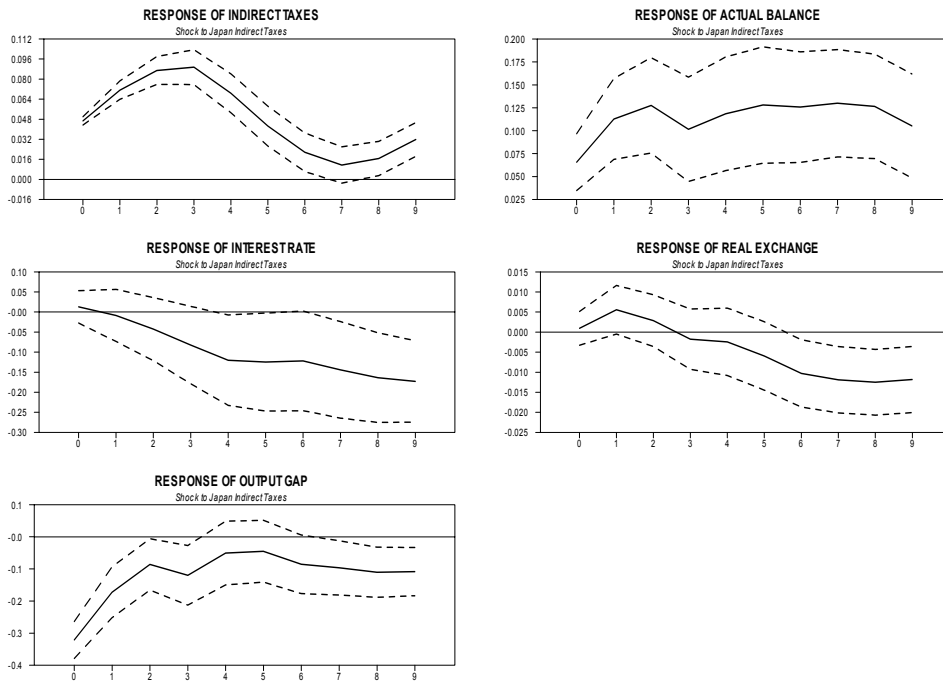 RESPONSE OF INDIRECT TAXES
Shock to Japan Indirect Taxes
0.112
0.096
0.080
0.064
0.048
0.032
0.016
0.000
-0.016
0 1 2 3 4 5 6 7 8 9
RESPONSE OF ACTUAL BALANCE
Shock to Japan Indirect Taxes
0.200
0.175
0.150
0.125
0.100
0.075
0.050
0.025
0 1 2 3 4 5 6 7 8 9
RESPONSE OF INTEREST RATE
Shock to Japan Indirect Taxes
0.10
0.05
-0.00
-0.05
-0.10
-0.15
-0.20
-0.25
-0.30
0 1 2 3 4 5 6 7 8 9
RESPONSE OF REAL EXCHANGE
Shock to Japan Indirect Taxes
0.015
0.010
0.005
0.000
-0.005
-0.010
-0.015
-0.020
-0.025
0 1 2 3 4 5 6 7 8 9
RESPONSE OF OUTPUT GAP
Shock to Japan Indirect Taxes
0.1
-0.0
-0.1
-0.2
-0.3
-0.4
0 1 2 3 4 5 6 7 8 9